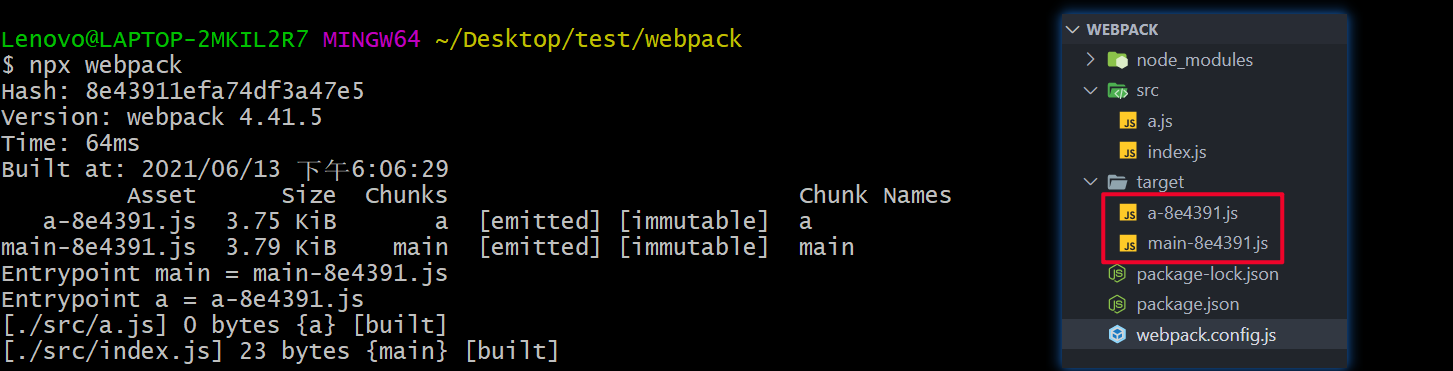 Lenovo@LAPTOP-2MKIL2R7 MINGW64 ~/Desktop/test/webpack
$ npx webpack
Hash: 8e43911efa74df3a47e5
Version: webpack 4.41.5
Time: 64ms
Built at: 2021/06/13 下午6:06:29
Asset Size Chunks Chunk Names
a-8e4391.js 3.75 KiB a [emitted] [immutable] a
main-8e4391.js 3.79 KiB main [emitted] [immutable] main
Entrypoint main = main-8e4391.js
Entrypoint a = a-8e4391.js
[./src/a.js] 0 bytes {a} [built]
[./src/index.js] 23 bytes {main} [built]
WEBPACK
node_modules
src
JS a.js
JS index.js
target
JS a-8e4391.js
JS main-8e4391.js
package-lock.json
package.json
webpack.config.js